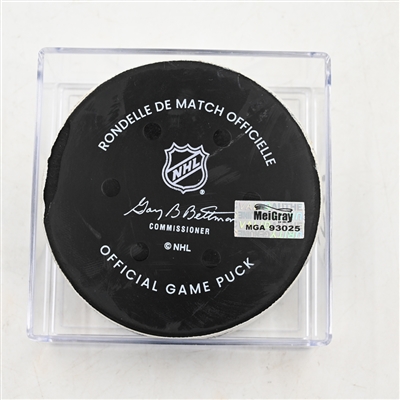 RONDELLE DE MATCH OFFICIELLE
NHL
Gary B Bettman
COMMISSIONER
© NHL
OFFICIAL GAME PUCK
MeiGray
MGA 93025